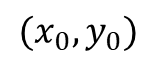 (x₀, y₀)